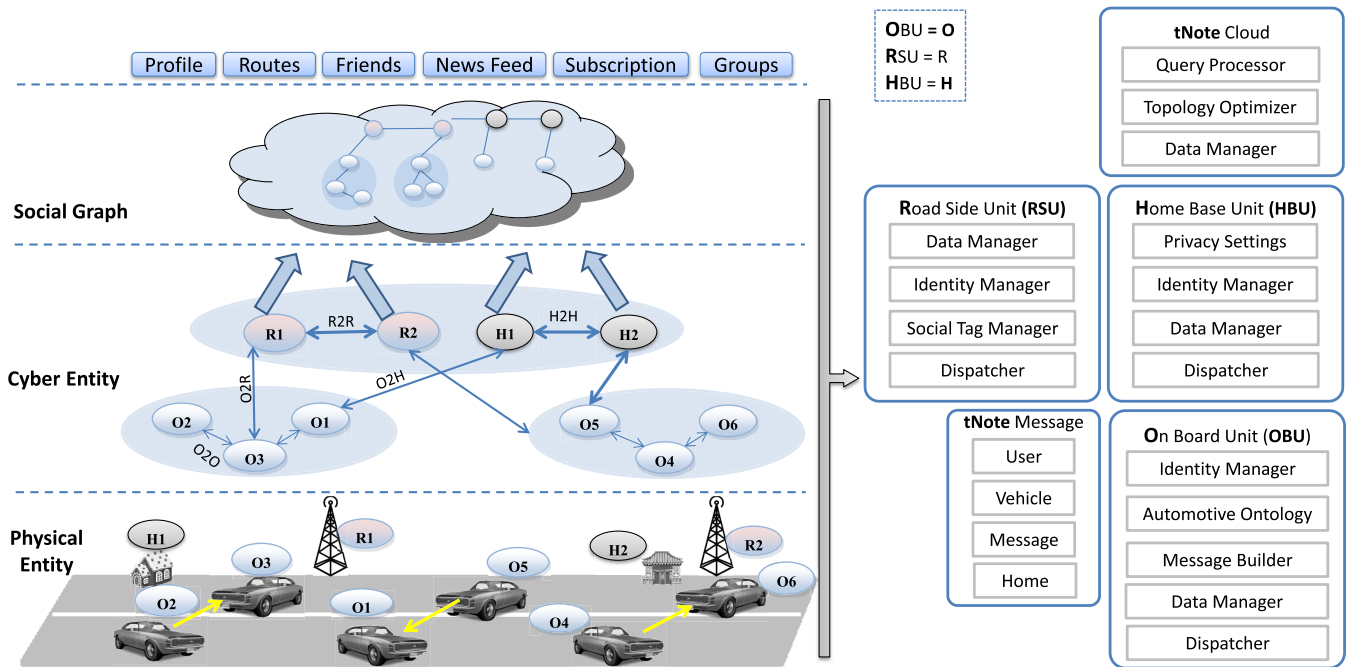 Profile
Routes
Friends
News Feed
Subscription
Groups
Social Graph
R1
R2R
R2
H1
H2H
H2
Cyber Entity
O2R
O2H
O2
O1
O3
O2O
O5
O6
O4
Physical
Entity
H1
O3
R1
O5
H2
R2
O6
O2
O1
O4
OBU = O
RSU = R
HBU = H
tNote Cloud
Query Processor
Topology Optimizer
Data Manager
Road Side Unit (RSU)
Data Manager
Identity Manager
Social Tag Manager
Dispatcher
Home Base Unit (HBU)
Privacy Settings
Identity Manager
Data Manager
Dispatcher
tNote Message
User
Vehicle
Message
Home
On Board Unit (OBU)
Identity Manager
Automotive Ontology
Message Builder
Data Manager
Dispatcher